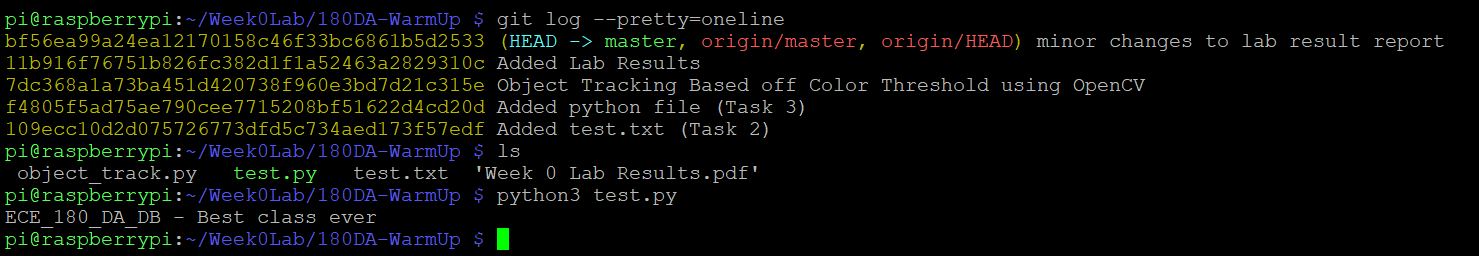 pi@raspberrypi:~/Week0Lab/180DA-WarmUp $ git log --pretty=oneline
bf56ea99a24ea12170158c46f33bc6861b5d2533 (HEAD -> master, origin/master, origin/HEAD) minor changes to lab result report
11b916f76751b826fc382d1f1a52463a2829310c Added Lab Results
7dc368a1a73ba451d420738f960e3bd7d21c315e Object Tracking Based off Color Threshold using OpenCV
f4805f5ad75ae790cee7715208bf51622d4cd20d Added python file (Task 3)
109ecc10d2d075726773dfd5c734aed173f57edf Added test.txt (Task 2)
pi@raspberrypi:~/Week0Lab/180DA-WarmUp $ ls
object_track.py test.py test.txt 'Week 0 Lab Results.pdf'
pi@raspberrypi:~/Week0Lab/180DA-WarmUp $ python3 test.py
ECE_180_DA_DB - Best class ever
pi@raspberrypi:~/Week0Lab/180DA-WarmUp $